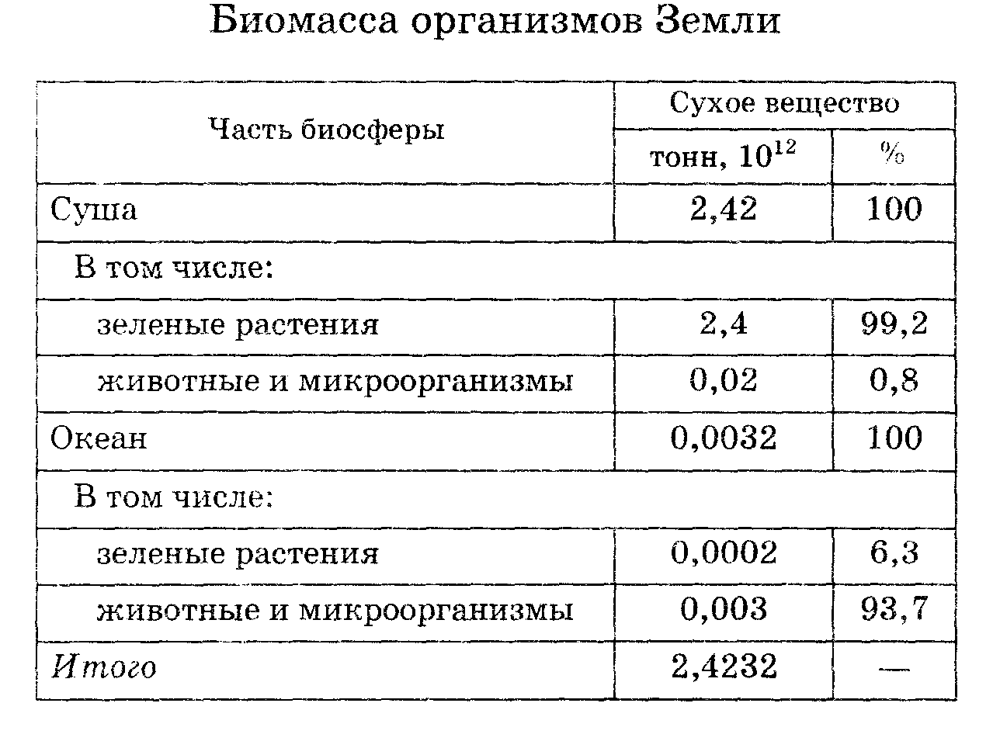 Биомасса организмов Земли
Часть биосферы
Сухое вещество
тонн, 10¹²
%
Суша 2,42 100
В том числе:
зеленые растения 2,4 99,2
животные и микроорганизмы 0,02 0,8
Океан 0,0032 100
В том числе:
зеленые растения 0,0002 6,3
животные и микроорганизмы 0,003 93,7
Итого 2,4232 —